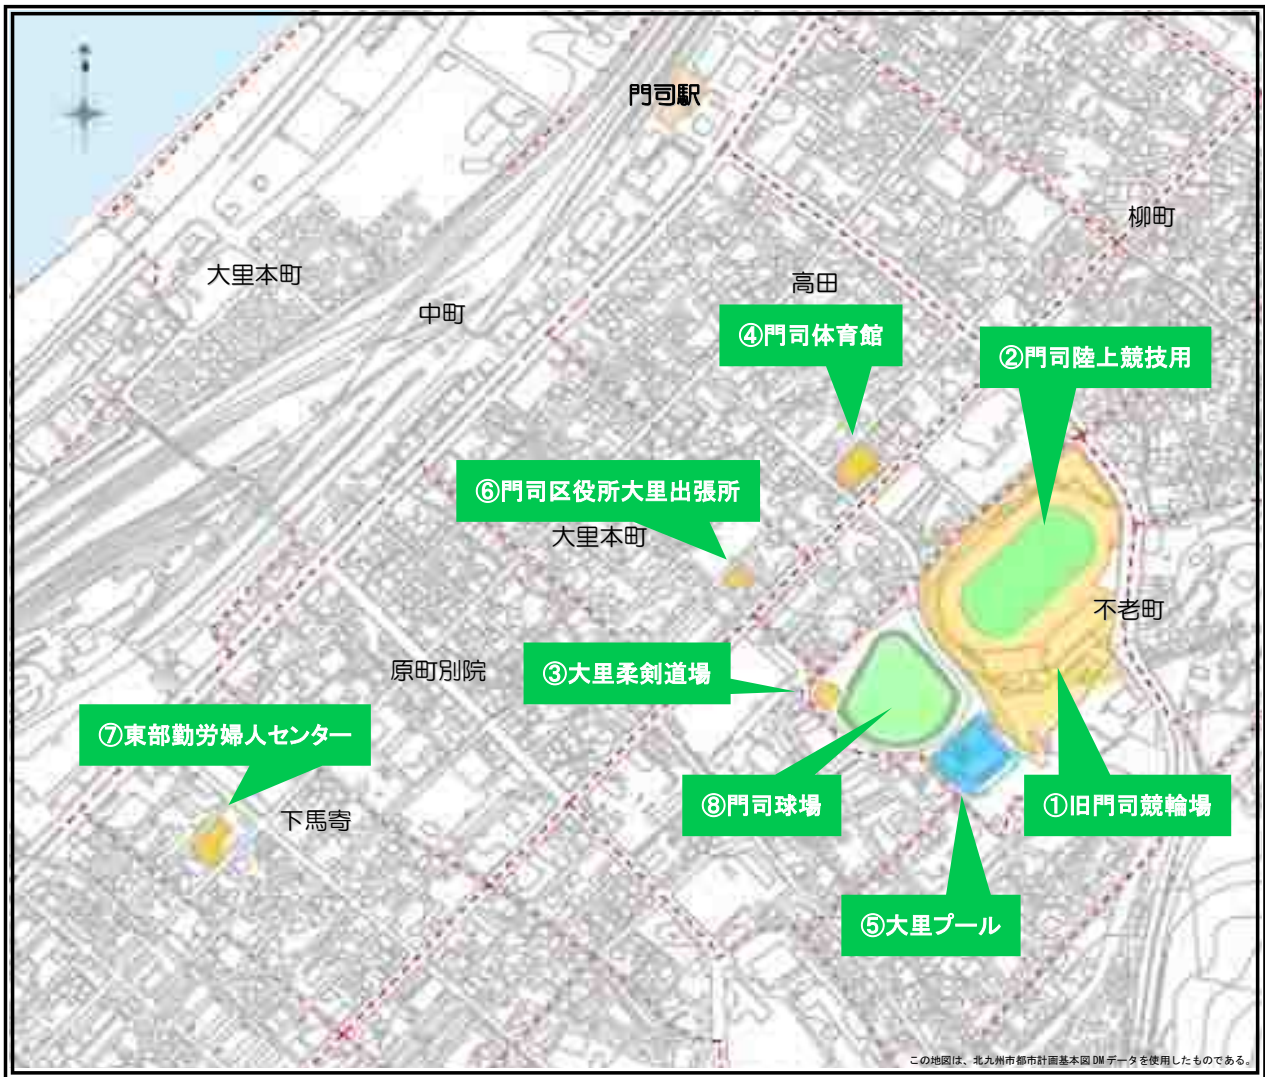 門司駅
柳町
大里本町
高田
中町
④門司体育館
②門司陸上競技用
⑥門司区役所大里出張所
大里本町
不老町
原町別院
③大里柔剣道場
⑦東部勤労婦人センター
⑧門司球場
①旧門司競輪場
下馬寄
⑤大里プール
この地図は、北九州市都市計画基本図DMデータを使用したものである。